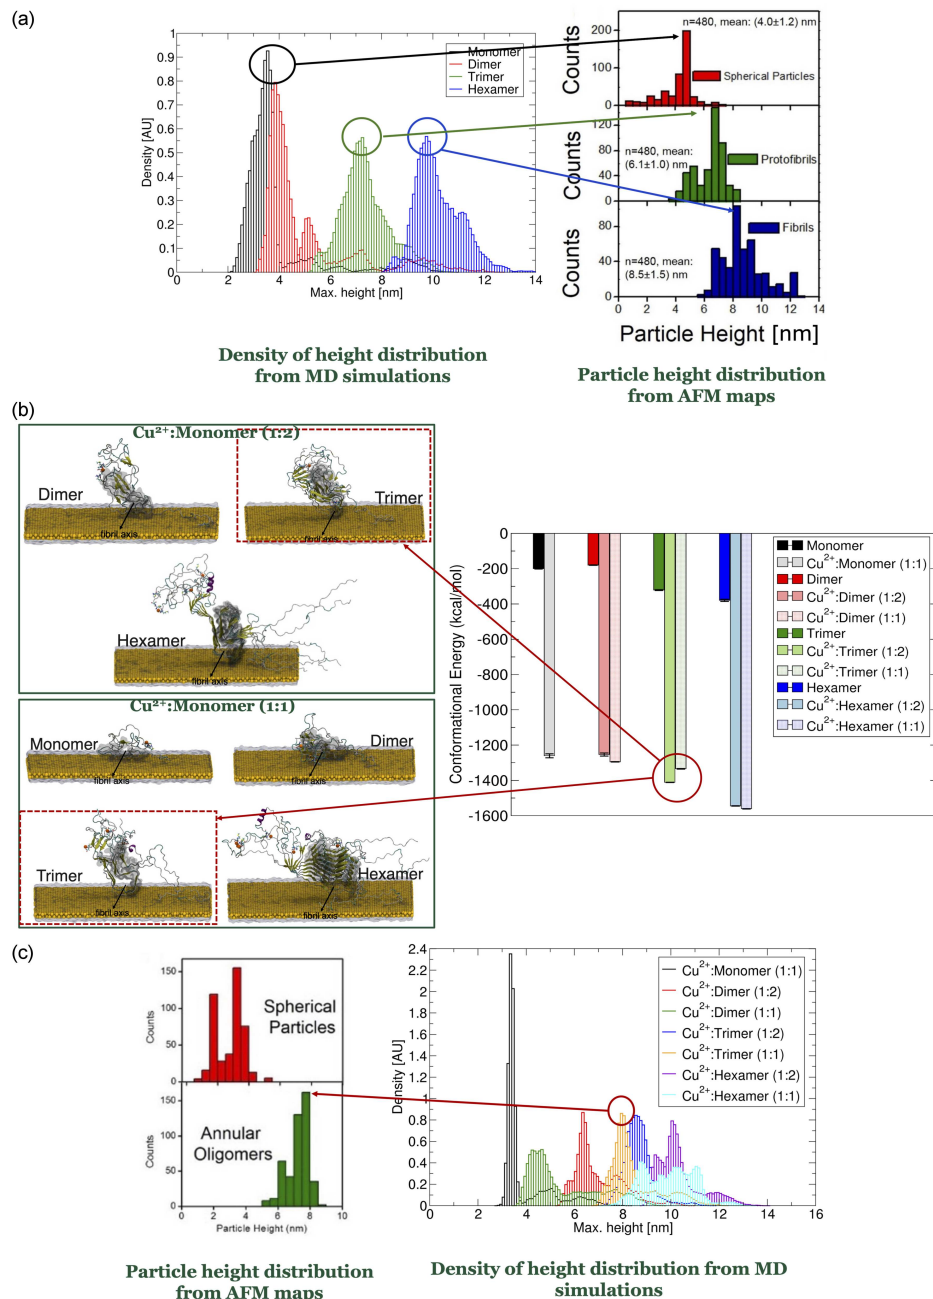 (a)
1
0.9
0.8
0.7
0.6
0.5
0.4
0.3
0.2
0.1
0
Density [AU]
Monomer
Dimer
Trimer
Hexamer
0 2 4 6 8 10 12 14
Max. height [nm]
Density of height distribution
from MD simulations
n=480, mean: (4.0±1.2) nm
200
100
0
Counts
Spherical Particles
120
60
0
Counts
n=480,
mean:
(6.1±1.0) nm
Protofibrils
80
40
0
Counts
n=480, mean:
(8.5±1.5) nm
Fibrils
0 2 4 6 8 10 12 14
Particle Height [nm]
Particle height distribution
from AFM maps
(b)
Cu²⁺:Monomer (1:2)
Dimer
fibril axis
Trimer
fibril axis
Hexamer
fibril axis
Cu²⁺:Monomer (1:1)
Monomer
fibril axis
Dimer
fibril axis
Trimer
fibril axis
Hexamer
fibril axis
0
-200
-400
-600
-800
-1000
-1200
-1400
-1600
Conformational Energy (kcal/mol)
Monomer
Cu²⁺:Monomer (1:1)
Dimer
Cu²⁺:Dimer (1:2)
Cu²⁺:Dimer (1:1)
Trimer
Cu²⁺:Trimer (1:2)
Cu²⁺:Trimer (1:1)
Hexamer
Cu²⁺:Hexamer (1:2)
Cu²⁺:Hexamer (1:1)
(c)
150
100
50
0
Counts
Spherical
Particles
150
100
50
0
Counts
Annular
Oligomers
0 2 4 6 8 10
Particle Height (nm)
Particle height distribution
from AFM maps
2.4
2.2
2
1.8
1.6
1.4
1.2
1
0.8
0.6
0.4
0.2
0
Density [AU]
Cu²⁺:Monomer (1:1)
Cu²⁺:Dimer (1:2)
Cu²⁺:Dimer (1:1)
Cu²⁺:Trimer (1:2)
Cu²⁺:Trimer (1:1)
Cu²⁺:Hexamer (1:2)
Cu²⁺:Hexamer (1:1)
0 2 4 6 8 10 12 14 16
Max. height [nm]
Density of height distribution from MD
simulations